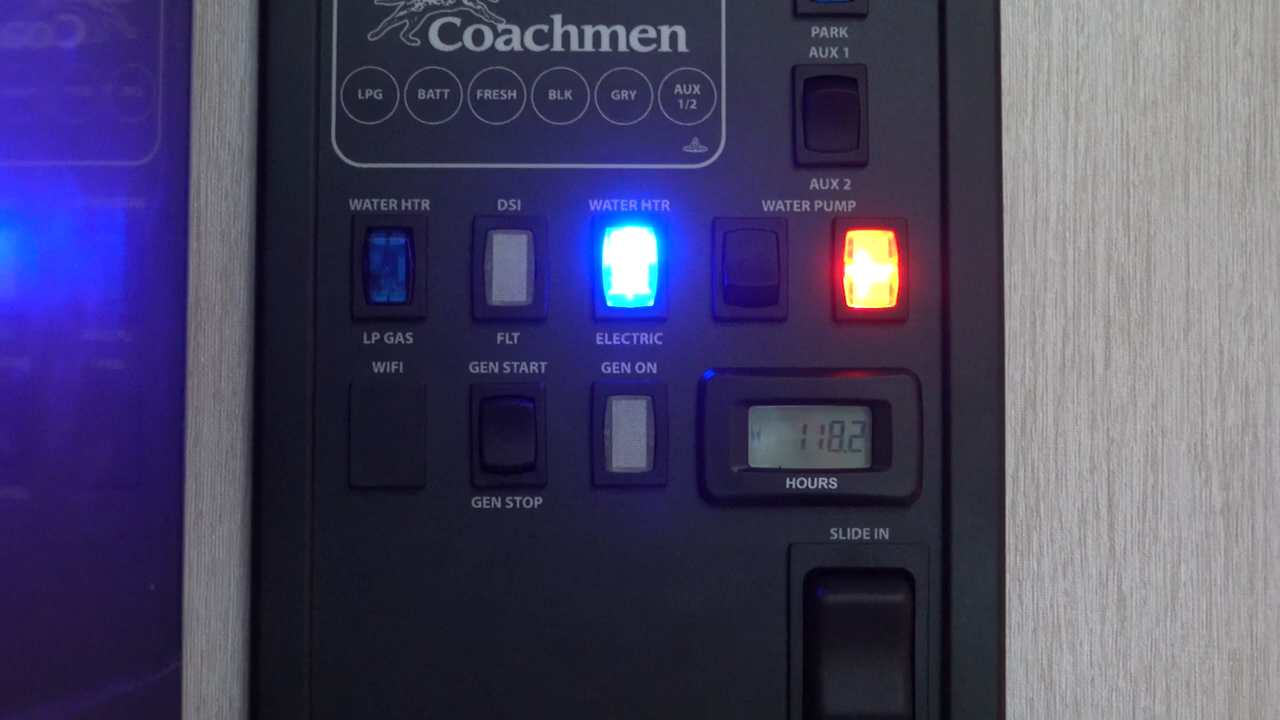 Coachmen
LPG BATT FRESH BLK GRY AUX 1/2
PARK
AUX 1
AUX 2
WATER HTR DSI WATER HTR WATER PUMP
LP GAS FLT ELECTRIC
WIFI GEN START GEN ON
118.2
HOURS
GEN STOP
SLIDE IN